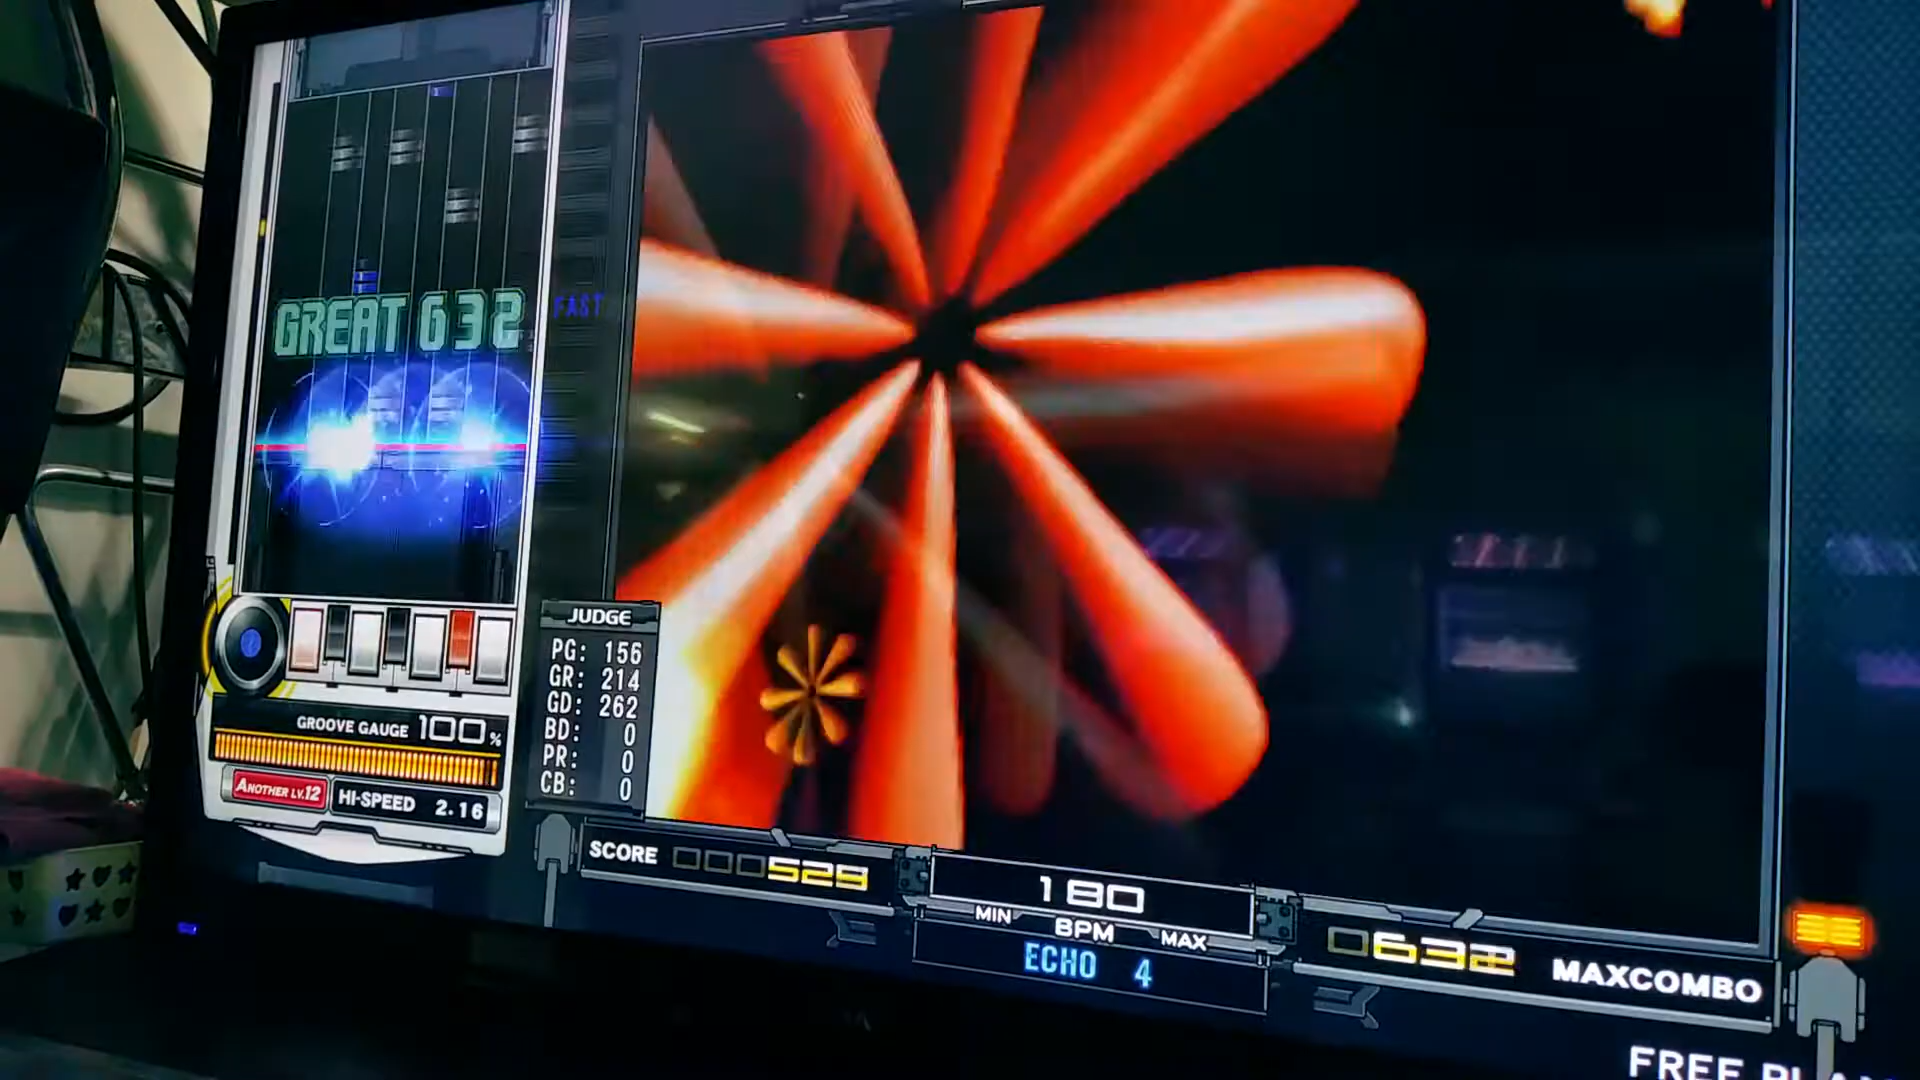 GREAT 632
FAST
JUDGE
PG: 156
GR: 214
GD: 262
BD: 0
PR: 0
CB: 0
GROOVE GAUGE 100 %
ANOTHER LV.12
HI-SPEED 2.16
SCORE 000529
180
MIN BPM MAX
ECHO 4
0632 MAXCOMBO
FREE